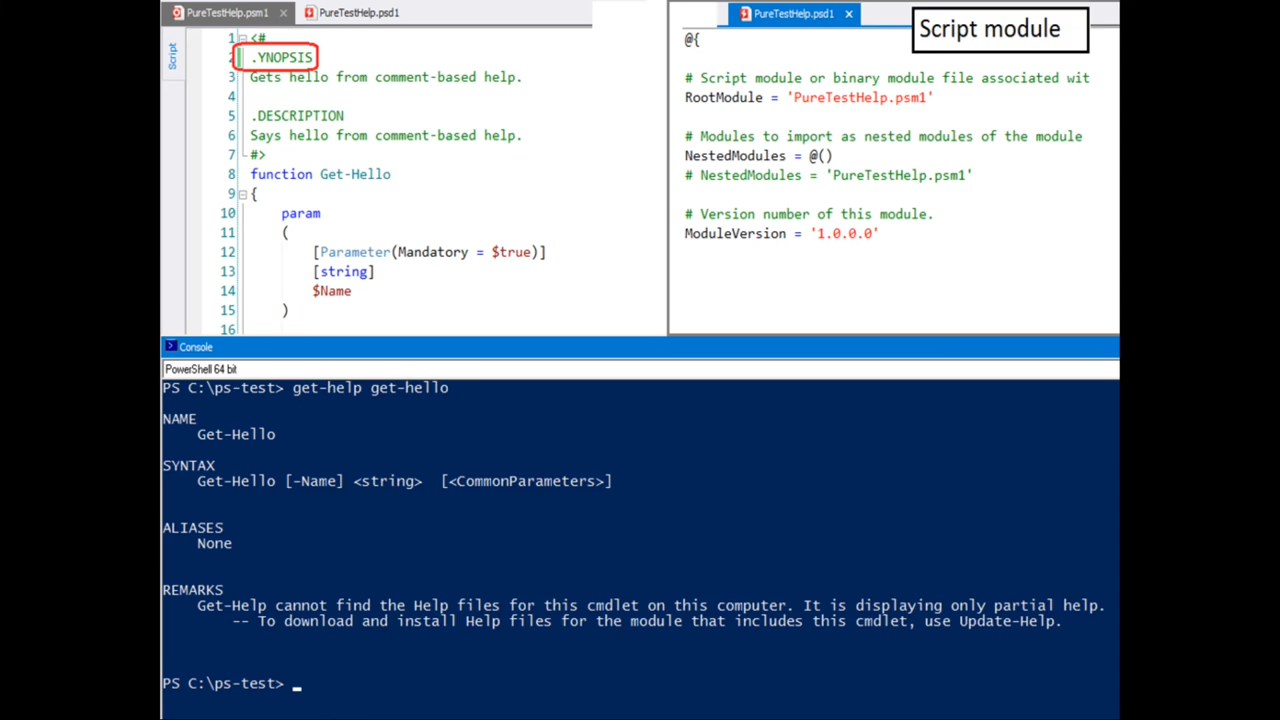 PureTestHelp.psm1
PureTestHelp.psd1
Script
1 <#
2 .YNOPSIS
3 Gets hello from comment-based help.
4
5 .DESCRIPTION
6 Says hello from comment-based help.
7 #>
8 function Get-Hello
9 {
10 param
11 (
12 [Parameter(Mandatory = $true)]
13 [string]
14 $Name
15 )
16
PureTestHelp.psd1
Script module
@{
# Script module or binary module file associated wit
RootModule = 'PureTestHelp.psm1'
# Modules to import as nested modules of the module
NestedModules = @()
# NestedModules = 'PureTestHelp.psm1'
# Version number of this module.
ModuleVersion = '1.0.0.0'
Console
PowerShell 64 bit
PS C:\ps-test> get-help get-hello
NAME
Get-Hello
SYNTAX
Get-Hello [-Name] <string> [<CommonParameters>]
ALIASES
None
REMARKS
Get-Help cannot find the Help files for this cmdlet on this computer. It is displaying only partial help.
-- To download and install Help files for the module that includes this cmdlet, use Update-Help.
PS C:\ps-test> _